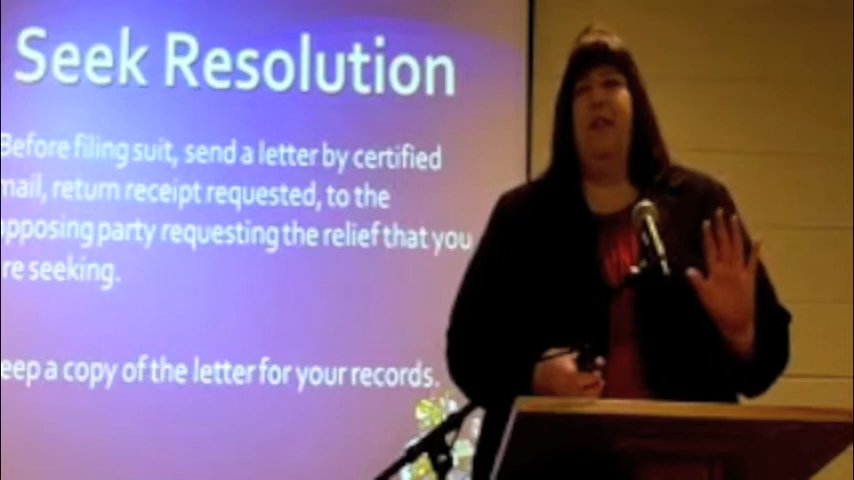 Seek Resolution
Before filing suit, send a letter by certified
mail, return receipt requested, to the
opposing party requesting the relief that you
re seeking.
eep a copy of the letter for your records.